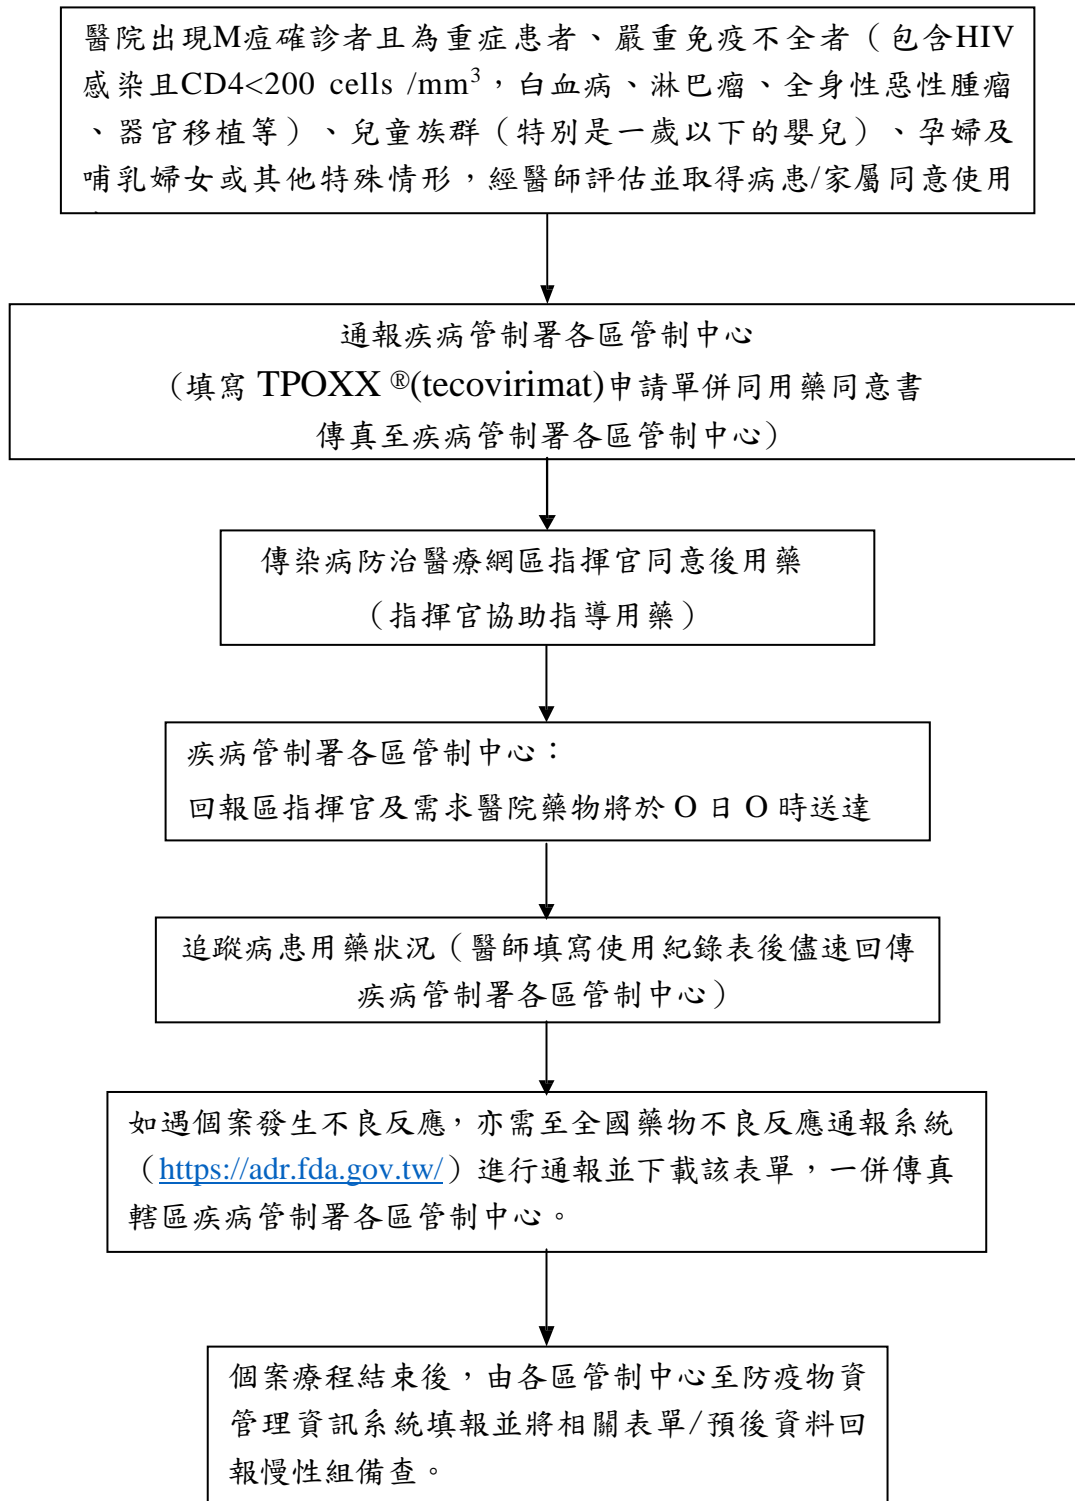 醫院出現M痘確診者且為重症患者、嚴重免疫不全者（包含HIV
感染且CD4<200 cells /mm³，白血病、淋巴瘤、全身性惡性腫瘤
、器官移植等）、兒童族群（特別是一歲以下的嬰兒）、孕婦及
哺乳婦女或其他特殊情形，經醫師評估並取得病患/家屬同意使用
通報疾病管制署各區管制中心
（填寫 TPOXX ®(tecovirimat)申請單併同用藥同意書
傳真至疾病管制署各區管制中心）
傳染病防治醫療網區指揮官同意後用藥
（指揮官協助指導用藥）
疾病管制署各區管制中心：
回報區指揮官及需求醫院藥物將於 O 日 O 時送達
追蹤病患用藥狀況（醫師填寫使用紀錄表後儘速回傳
疾病管制署各區管制中心）
如遇個案發生不良反應，亦需至全國藥物不良反應通報系統
（https://adr.fda.gov.tw/）進行通報並下載該表單，一併傳真
轄區疾病管制署各區管制中心。
個案療程結束後，由各區管制中心至防疫物資
管理資訊系統填報並將相關表單/預後資料回
報慢性組備查。